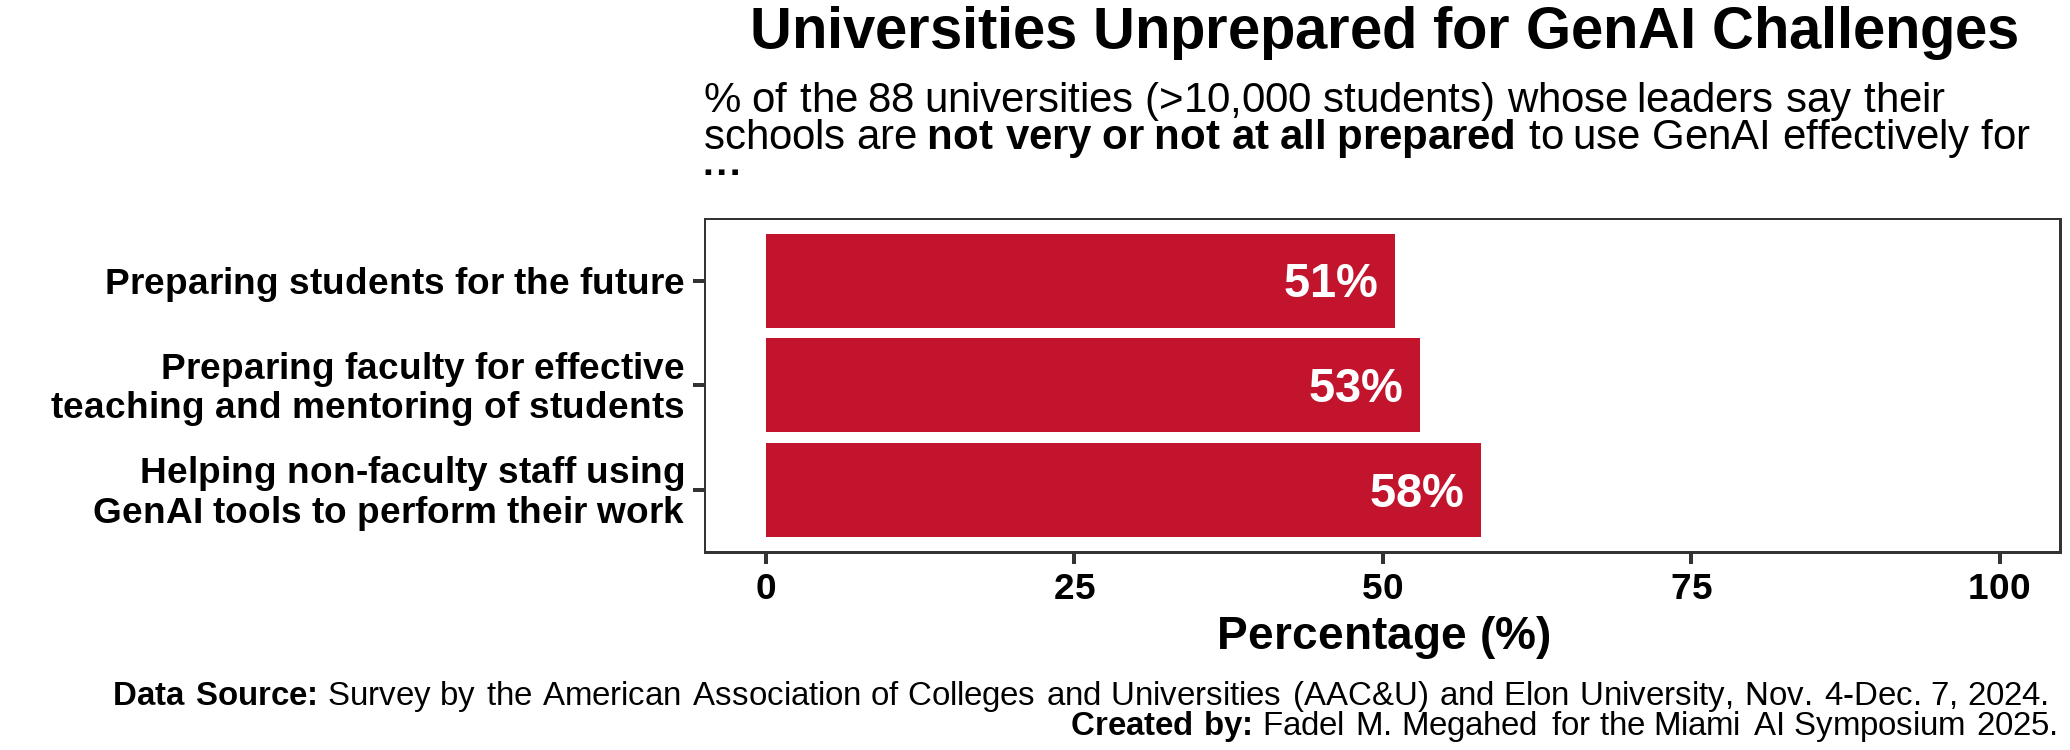 Universities Unprepared for GenAI Challenges
% of the 88 universities (>10,000 students) whose leaders say their
schools are not very or not at all prepared to use GenAI effectively for
...
Preparing students for the future
51%
Preparing faculty for effective
teaching and mentoring of students
53%
Helping non-faculty staff using
GenAI tools to perform their work
58%
0 25 50 75 100
Percentage (%)
Data Source: Survey by the American Association of Colleges and Universities (AAC&U) and Elon University, Nov. 4-Dec. 7, 2024.
Created by: Fadel M. Megahed for the Miami AI Symposium 2025.